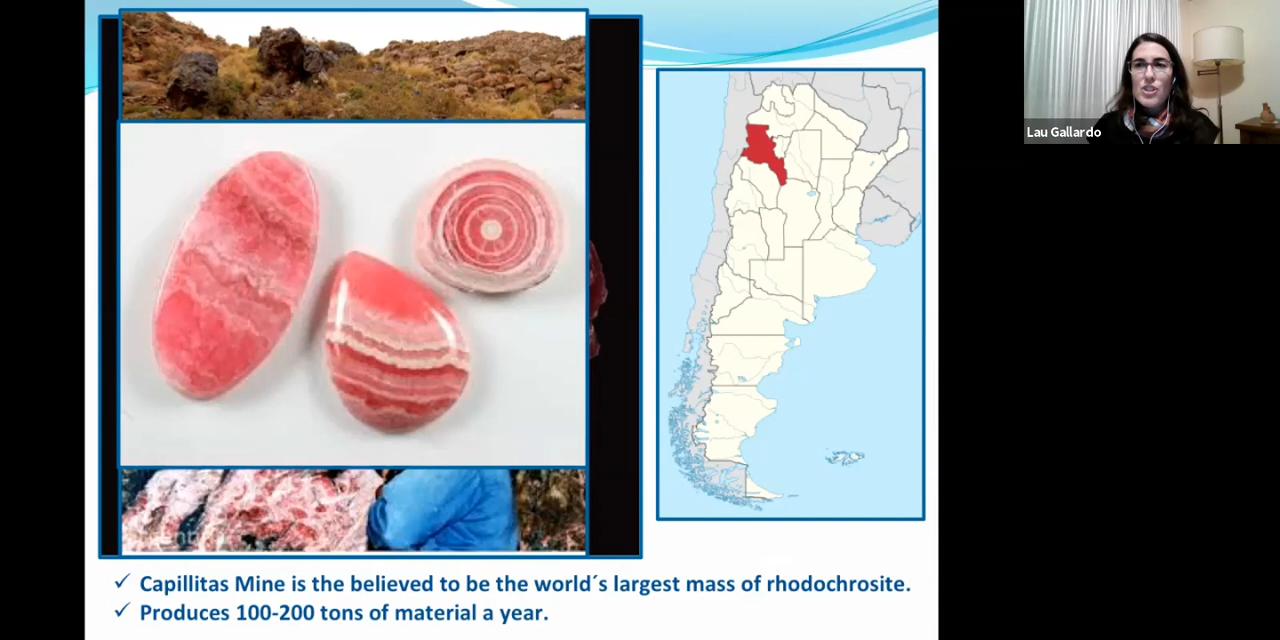 Lau Gallardo
✓ Capillitas Mine is the believed to be the world´s largest mass of rhodochrosite.
✓ Produces 100-200 tons of material a year.